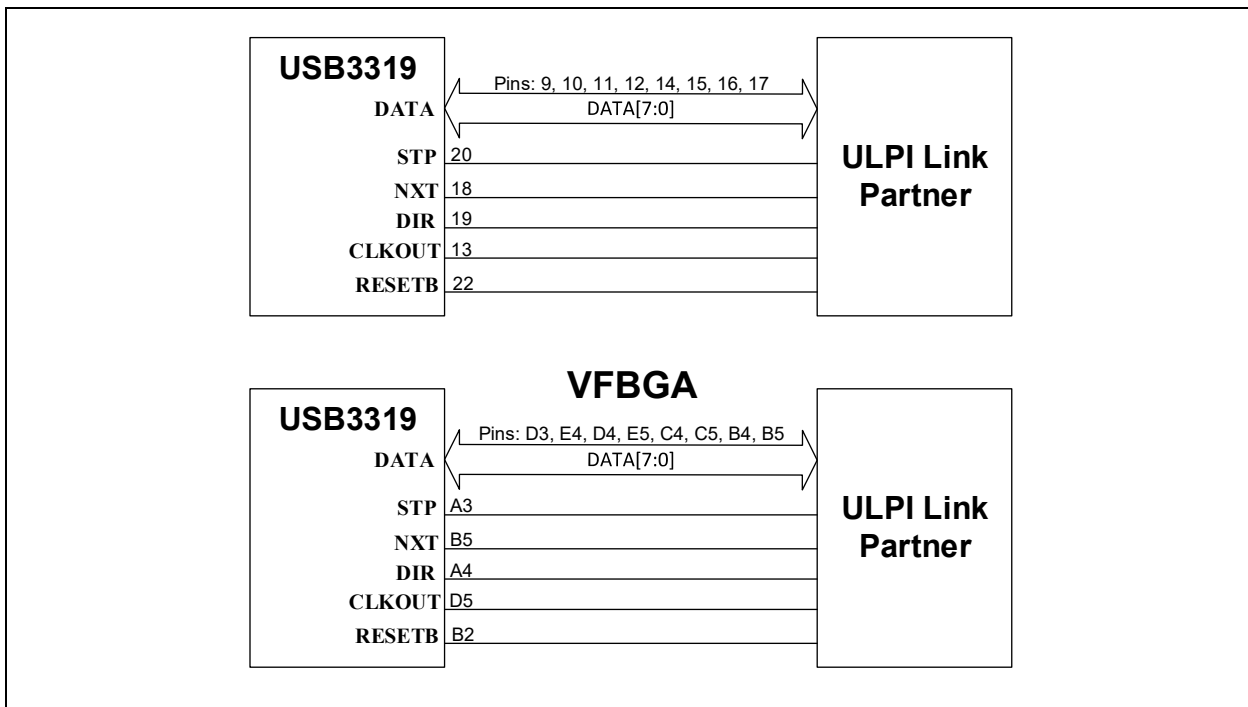 USB3319
Pins: 9, 10, 11, 12, 14, 15, 16, 17
DATA
DATA[7:0]
STP 20
ULPI Link
Partner
NXT 18
DIR 19
CLKOUT 13
RESETB 22
VFBGA
USB3319
Pins: D3, E4, D4, E5, C4, C5, B4, B5
DATA
DATA[7:0]
STP A3
ULPI Link
Partner
NXT B5
DIR A4
CLKOUT D5
RESETB B2